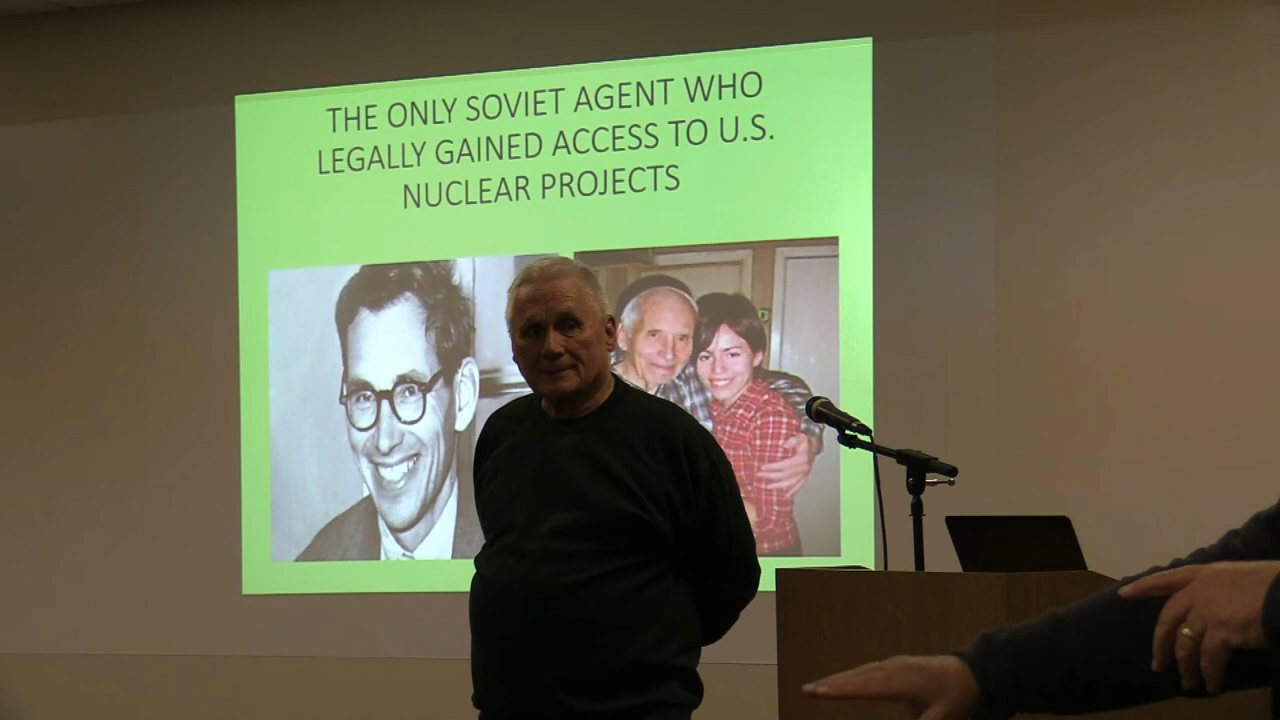 THE ONLY SOVIET AGENT WHO
LEGALLY GAINED ACCESS TO U.S.
NUCLEAR PROJECTS